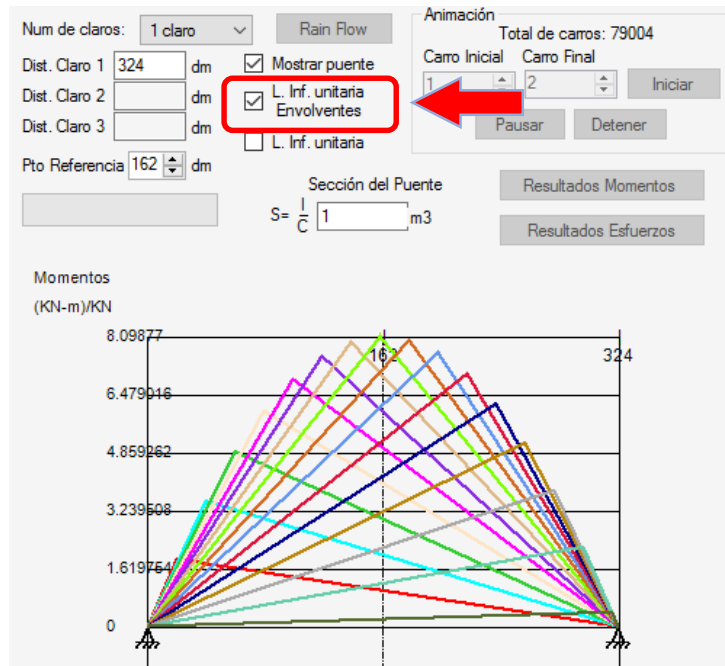 Num de claros: 1 claro
Rain Flow
Animación
Total de carros: 79004
Dist. Claro 1 324 dm
Mostrar puente
Carro Inicial Carro Final
Dist. Claro 2 dm
L. Inf. unitaria
Envolventes
1 2 Iniciar
Dist. Claro 3 dm
Pausar Detener
L. Inf. unitaria
Pto Referencia 162 dm
Sección del Puente
Resultados Momentos
S= I
C
1 m3
Resultados Esfuerzos
Momentos
(KN-m)/KN
8.09877
162 324
6.479016
4.859262
3.239508
1.619754
0